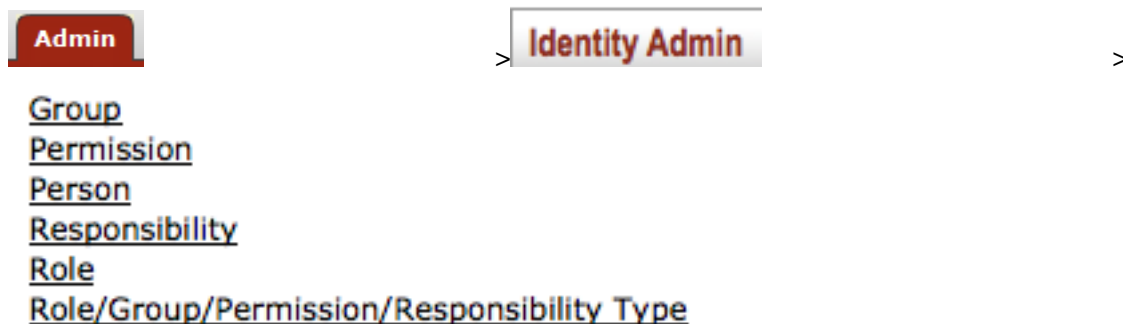 Admin > Identity Admin >
Group
Permission
Person
Responsibility
Role
Role/Group/Permission/Responsibility Type